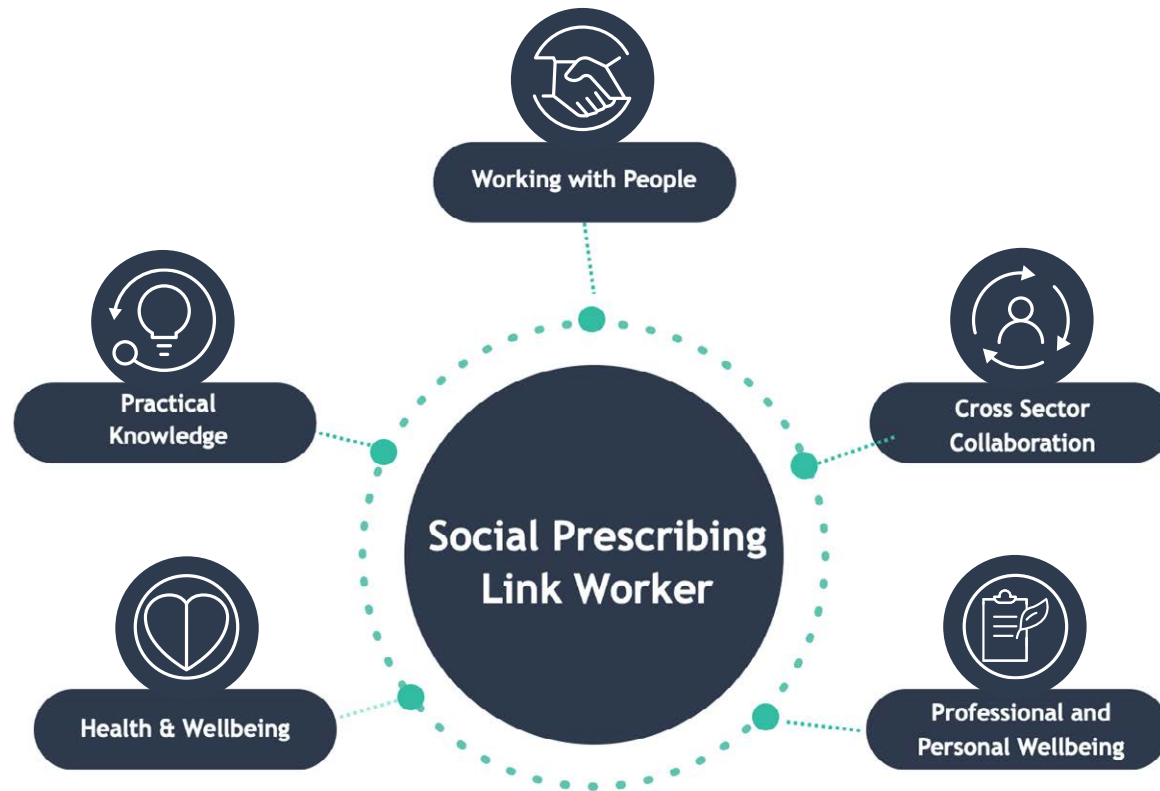 Working with People
Practical
Knowledge
Cross Sector
Collaboration
Social Prescribing
Link Worker
Health & Wellbeing
Professional and
Personal Wellbeing